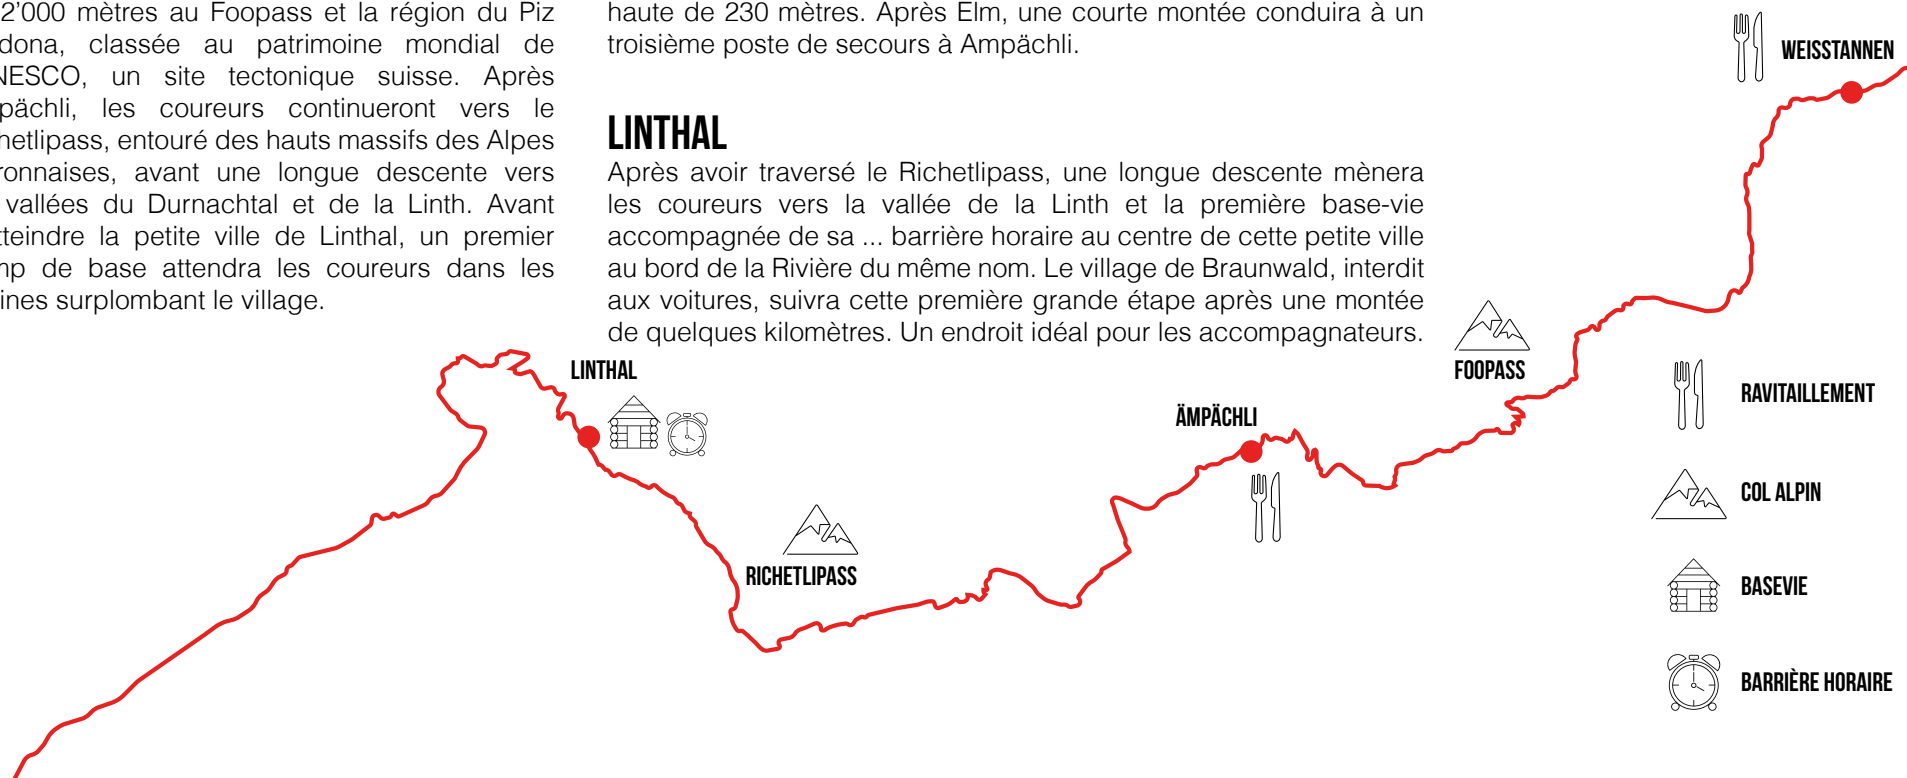 2’000 mètres au Foopass et la région du Piz
dona, classée au patrimoine mondial de
NESCO, un site tectonique suisse. Après
pächli, les coureurs continueront vers le
hetlipass, entouré des hauts massifs des Alpes
ronnaises, avant une longue descente vers
vallées du Durnachtal et de la Linth. Avant
tteindre la petite ville de Linthal, un premier
mp de base attendra les coureurs dans les
ines surplombant le village.
haute de 230 mètres. Après Elm, une courte montée conduira à un
troisième poste de secours à Ampächli.
LINTHAL
Après avoir traversé le Richetlipass, une longue descente mènera
les coureurs vers la vallée de la Linth et la première base-vie
accompagnée de sa ... barrière horaire au centre de cette petite ville
au bord de la Rivière du même nom. Le village de Braunwald, interdit
aux voitures, suivra cette première grande étape après une montée
de quelques kilomètres. Un endroit idéal pour les accompagnateurs.
WEISSTANNEN
LINTHAL
FOOPASS
ÄMPÄCHLI
RICHETLIPASS
RAVITAILLEMENT
COL ALPIN
BASEVIE
BARRIÈRE HORAIRE